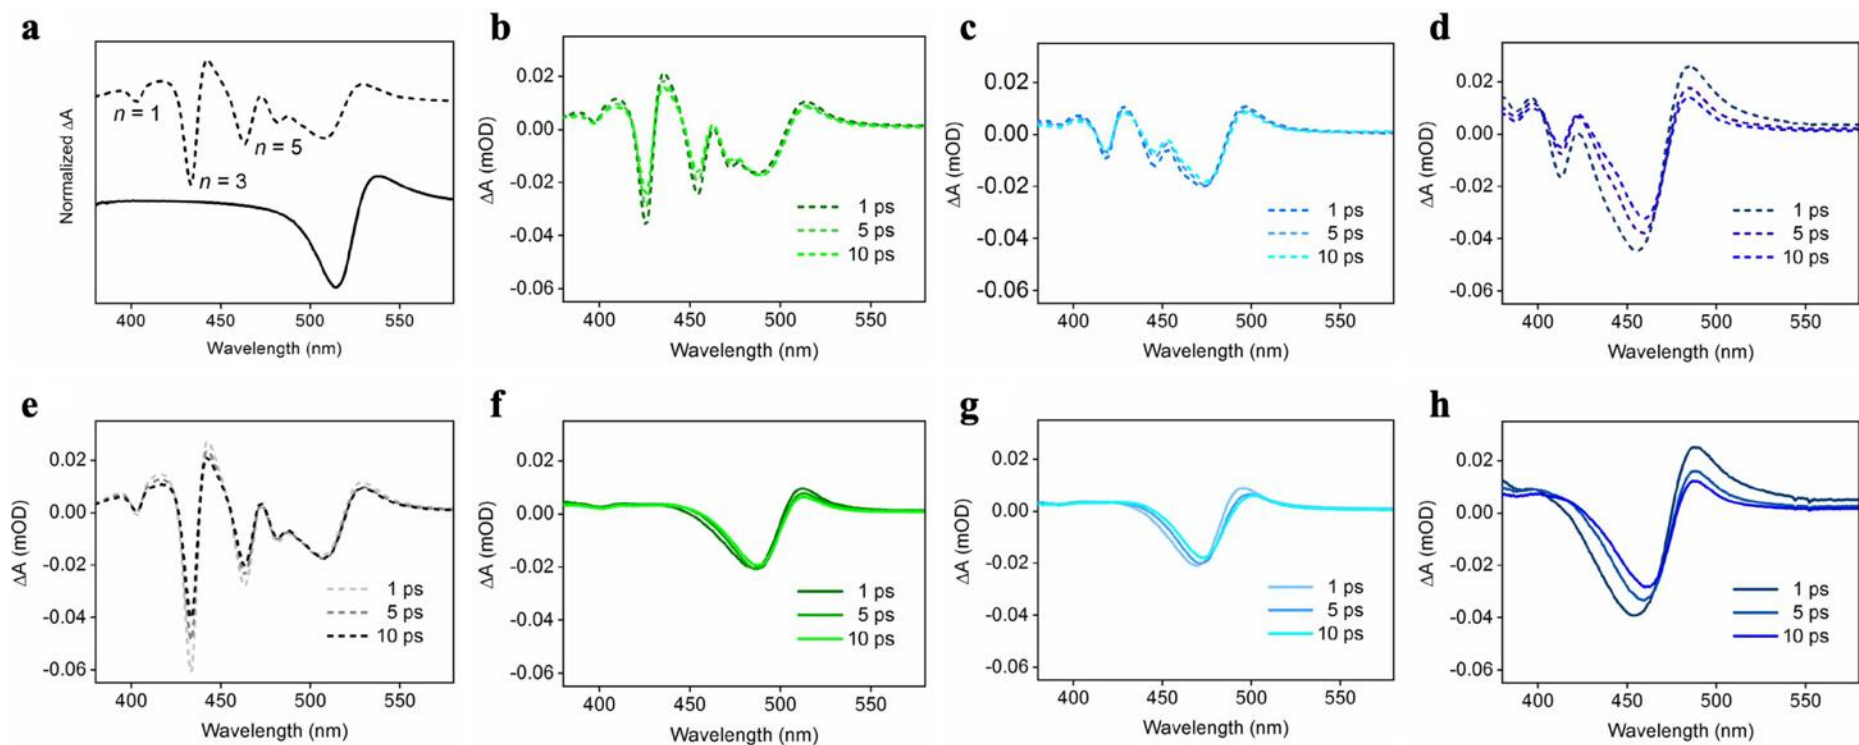 a
Normalized ΔA
n = 1
n = 3
n = 5
400 450 500 550
Wavelength (nm)
b
ΔA (mOD)
0.02
0.00
-0.02
-0.04
-0.06
1 ps
5 ps
10 ps
400 450 500 550
Wavelength (nm)
c
ΔA (mOD)
0.02
0.00
-0.02
-0.04
-0.06
1 ps
5 ps
10 ps
400 450 500 550
Wavelength (nm)
d
ΔA (mOD)
0.02
0.00
-0.02
-0.04
-0.06
1 ps
5 ps
10 ps
400 450 500 550
Wavelength (nm)
e
ΔA (mOD)
0.02
0.00
-0.02
-0.04
-0.06
1 ps
5 ps
10 ps
400 450 500 550
Wavelength (nm)
f
ΔA (mOD)
0.02
0.00
-0.02
-0.04
-0.06
1 ps
5 ps
10 ps
400 450 500 550
Wavelength (nm)
g
ΔA (mOD)
0.02
0.00
-0.02
-0.04
-0.06
1 ps
5 ps
10 ps
400 450 500 550
Wavelength (nm)
h
ΔA (mOD)
0.02
0.00
-0.02
-0.04
-0.06
1 ps
5 ps
10 ps
400 450 500 550
Wavelength (nm)